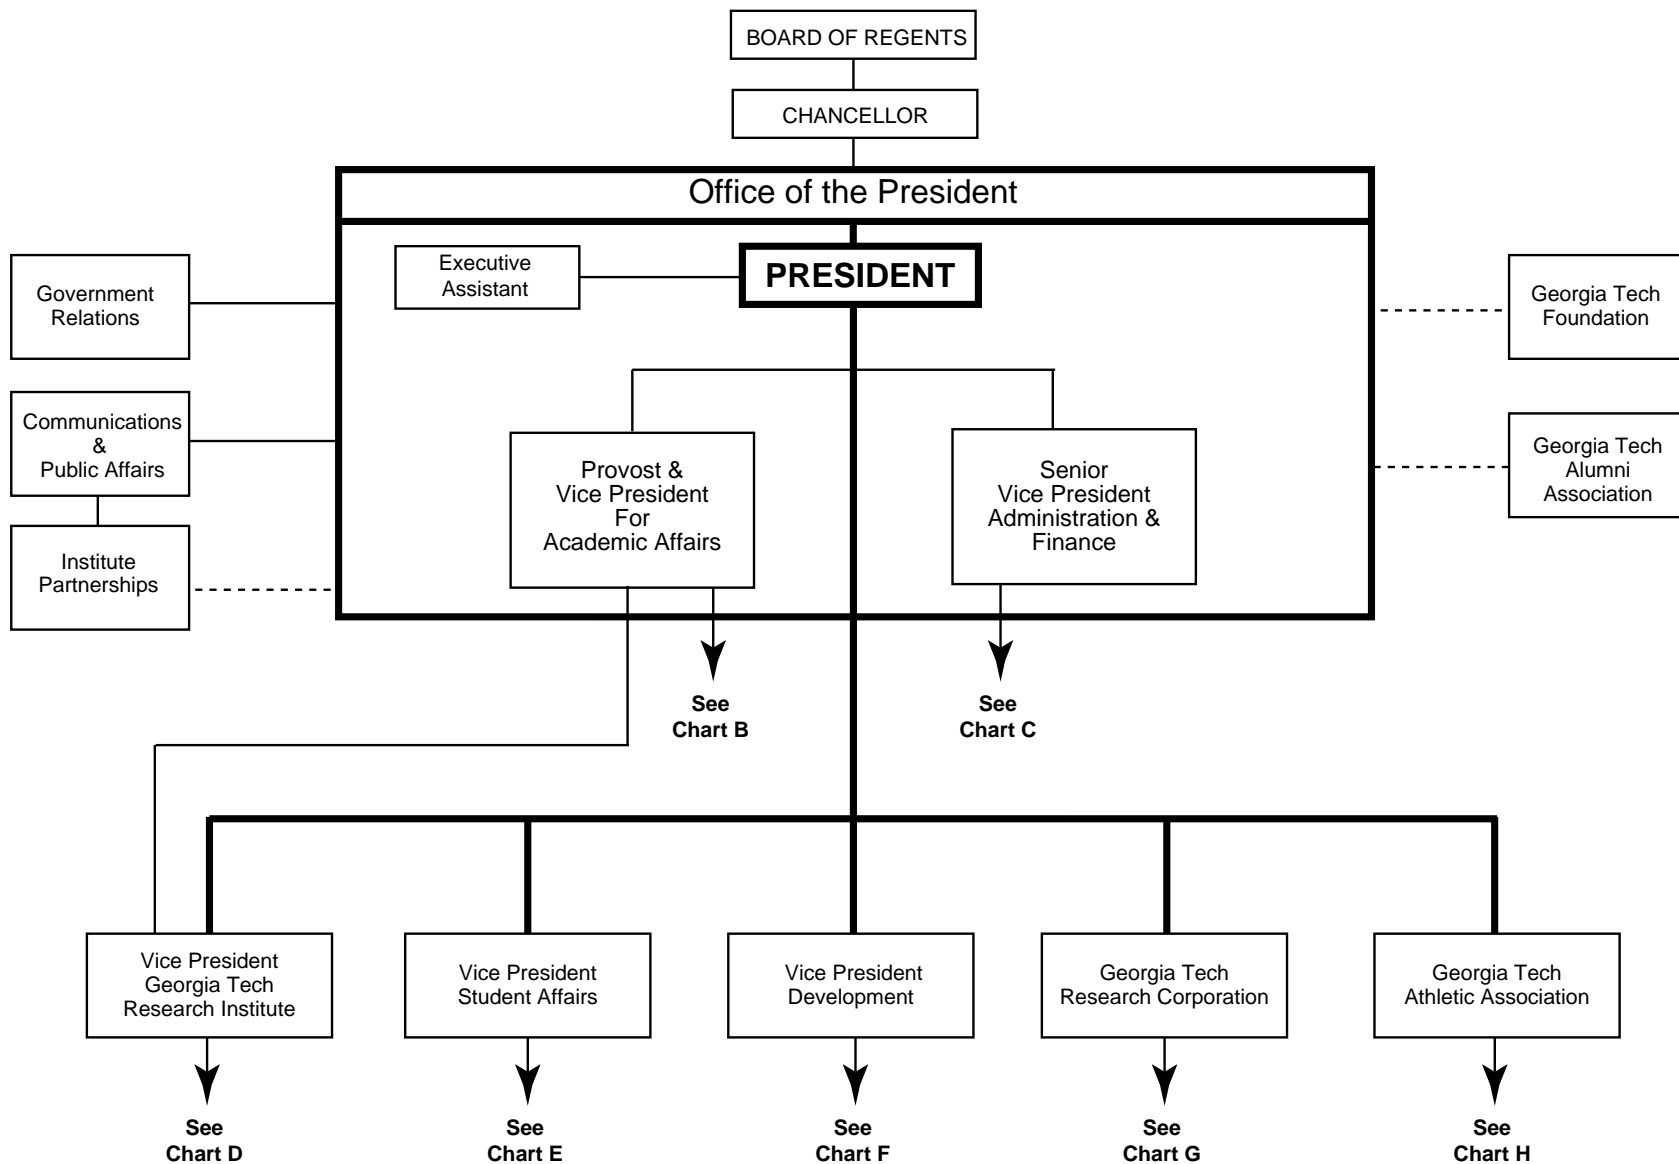 BOARD OF REGENTS
CHANCELLOR
Office of the President
Executive
Assistant
PRESIDENT
Government
Relations
Georgia Tech
Foundation
Communications
&
Public Affairs
Georgia Tech
Alumni
Association
Provost &
Vice President
For
Academic Affairs
Senior
Vice President
Administration &
Finance
Institute
Partnerships
See
Chart B
See
Chart C
Vice President
Georgia Tech
Research Institute
Vice President
Student Affairs
Vice President
Development
Georgia Tech
Research Corporation
Georgia Tech
Athletic Association
See
Chart D
See
Chart E
See
Chart F
See
Chart G
See
Chart H